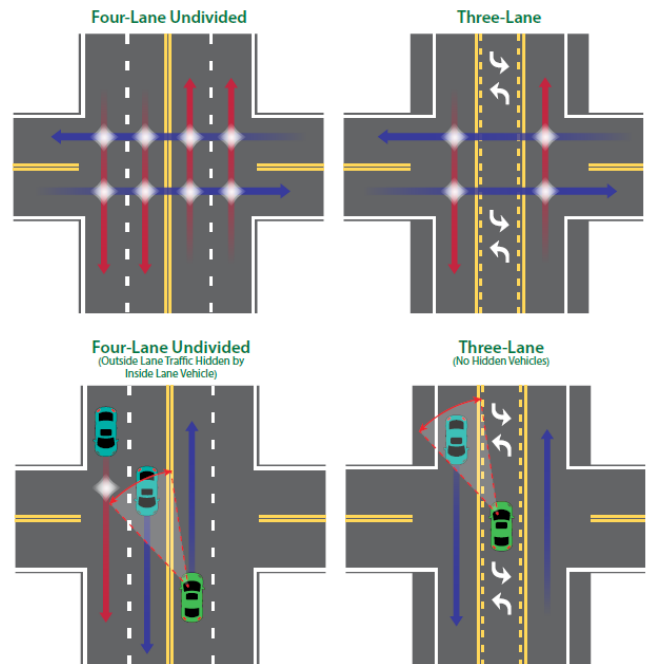 Four-Lane Undivided
Three-Lane
Four-Lane Undivided
(Outside Lane Traffic Hidden by
Inside Lane Vehicle)
Three-Lane
(No Hidden Vehicles)